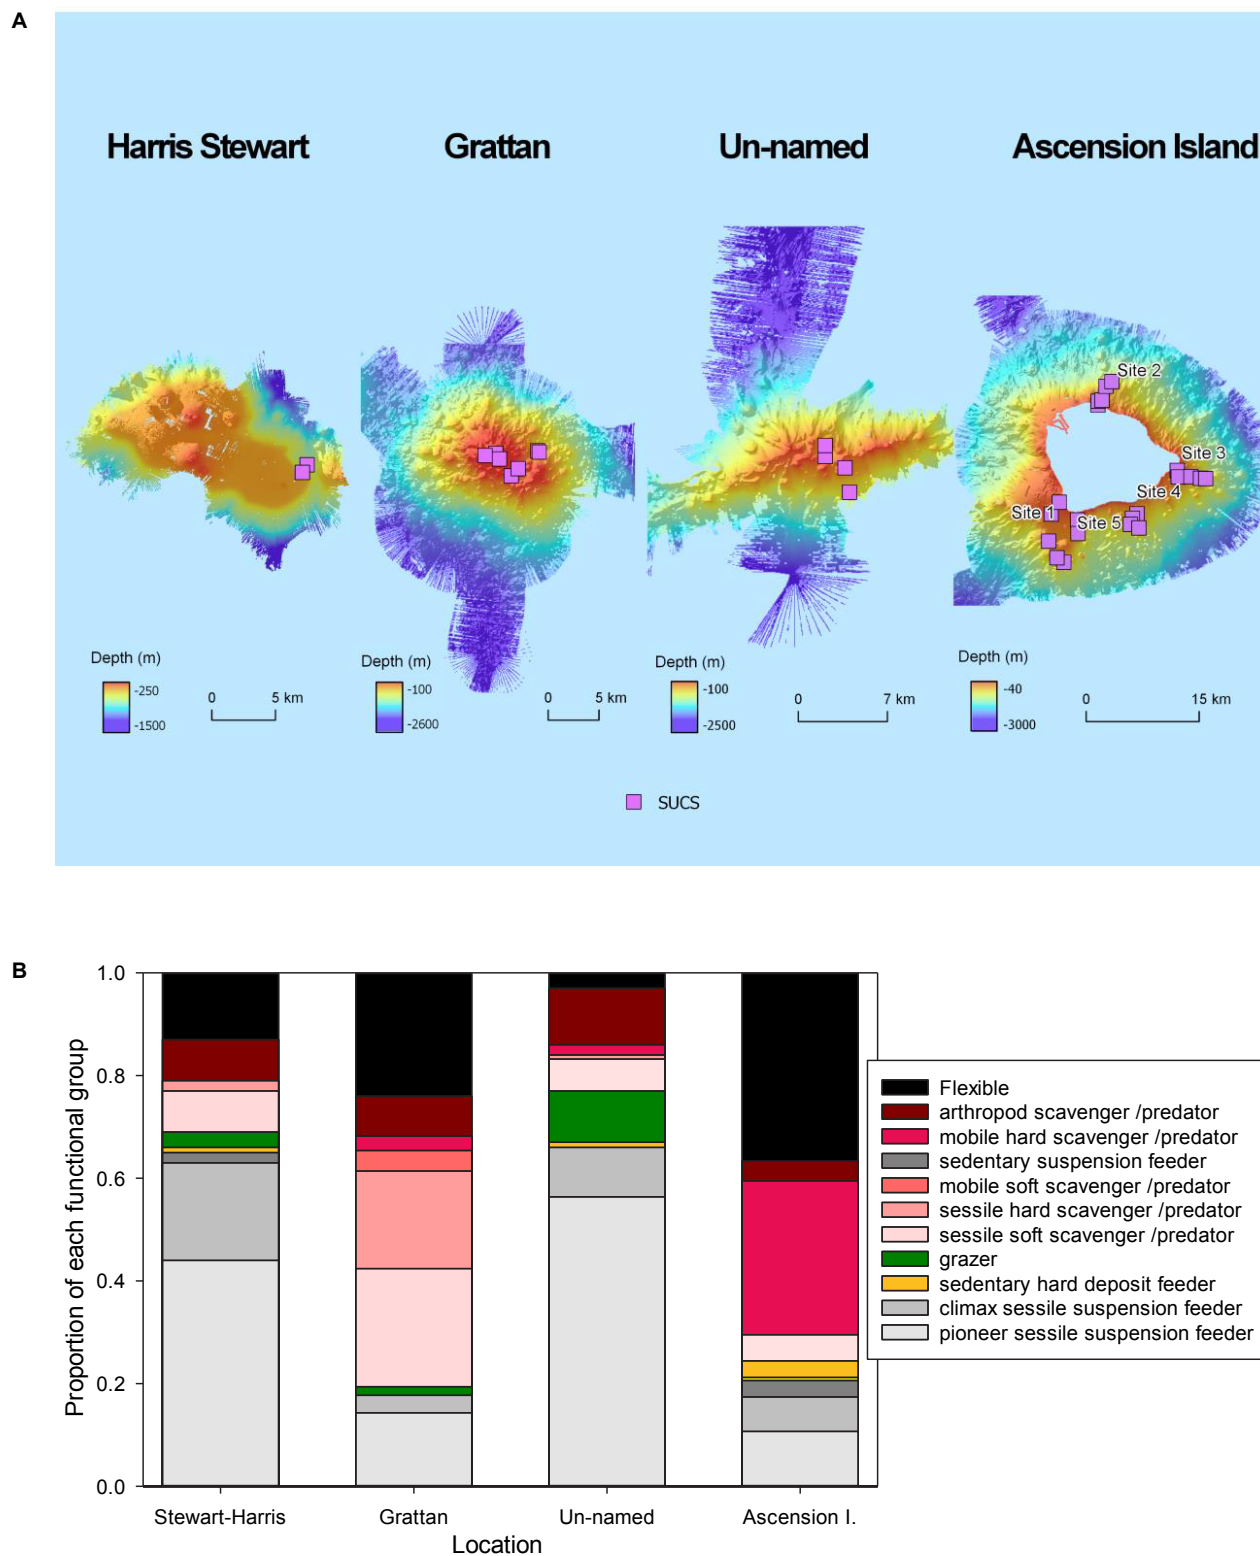 A
Harris Stewart
Grattan
Un-named
Ascension Island
Site 2
Site 3
Site 4
Site 1
Site 5
Depth (m)
-250
-1500
0 5 km
Depth (m)
-100
-2600
0 5 km
Depth (m)
-100
-2500
0 7 km
Depth (m)
-40
-3000
0 15 km
SUCS
B
Proportion of each functional group
1.0
0.8
0.6
0.4
0.2
0.0
Flexible
arthropod scavenger /predator
mobile hard scavenger /predator
sedentary suspension feeder
mobile soft scavenger /predator
sessile hard scavenger /predator
sessile soft scavenger /predator
grazer
sedentary hard deposit feeder
climax sessile suspension feeder
pioneer sessile suspension feeder
Stewart-Harris
Grattan
Un-named
Ascension I.
Location